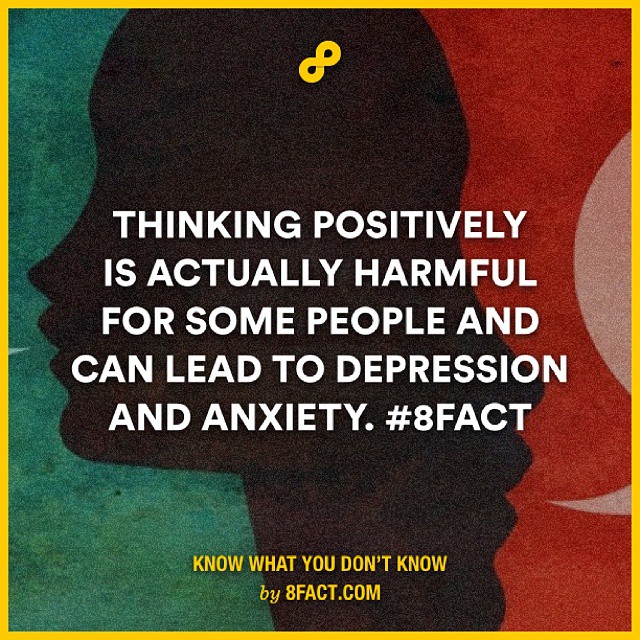 THINKING POSITIVELY
IS ACTUALLY HARMFUL
FOR SOME PEOPLE AND
CAN LEAD TO DEPRESSION
AND ANXIETY. #8FACT
KNOW WHAT YOU DON'T KNOW
by 8FACT.COM